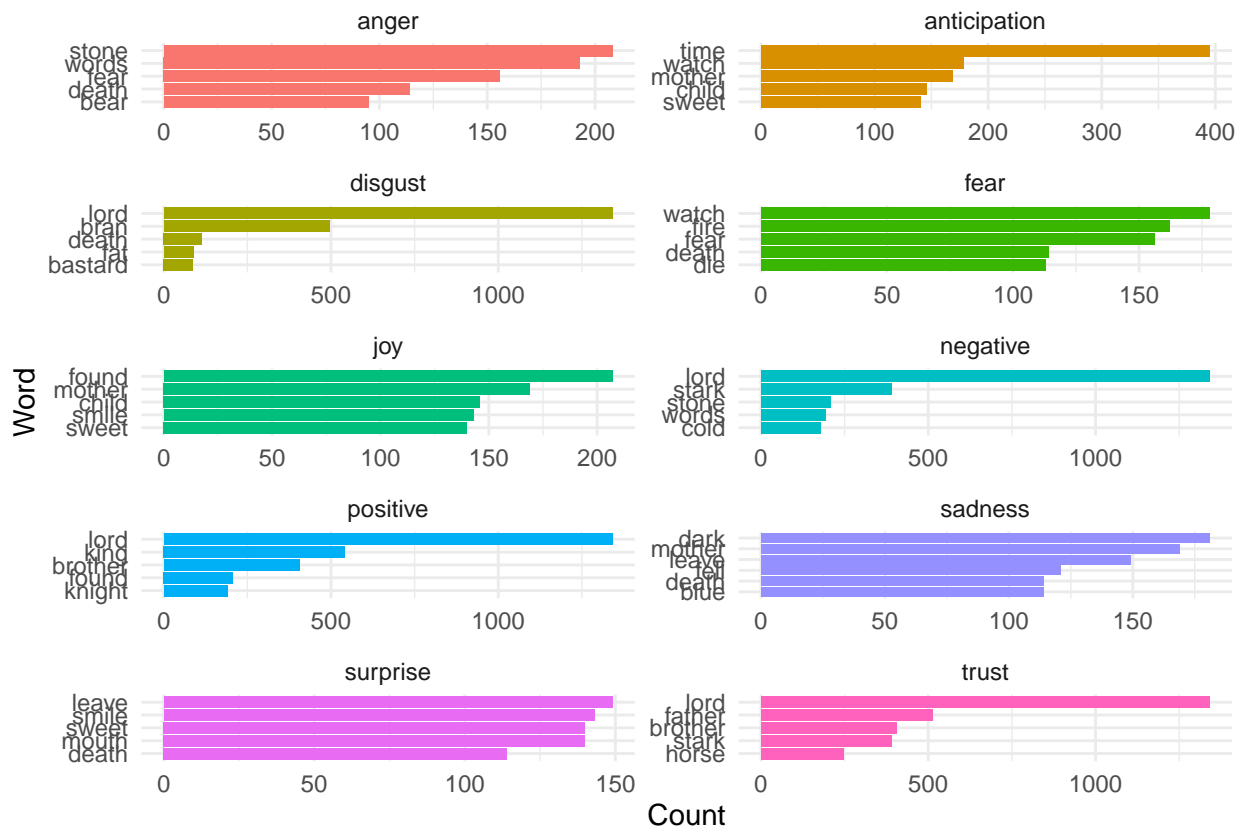 anger
stone
words
fear
death
bear
0 50 100 150 200
anticipation
time
watch
mother
child
sweet
0 100 200 300 400
disgust
lord
bran
death
fat
bastard
0 500 1000
fear
watch
fire
fear
death
die
0 50 100 150
joy
found
mother
child
smile
sweet
0 50 100 150 200
negative
lord
stark
stone
words
cold
0 500 1000
positive
lord
king
brother
found
knight
0 500 1000
sadness
dark
mother
leave
fell
death
blue
0 50 100 150
surprise
leave
smile
sweet
mouth
death
0 50 100 150
trust
lord
father
brother
stark
horse
0 500 1000
Word
Count